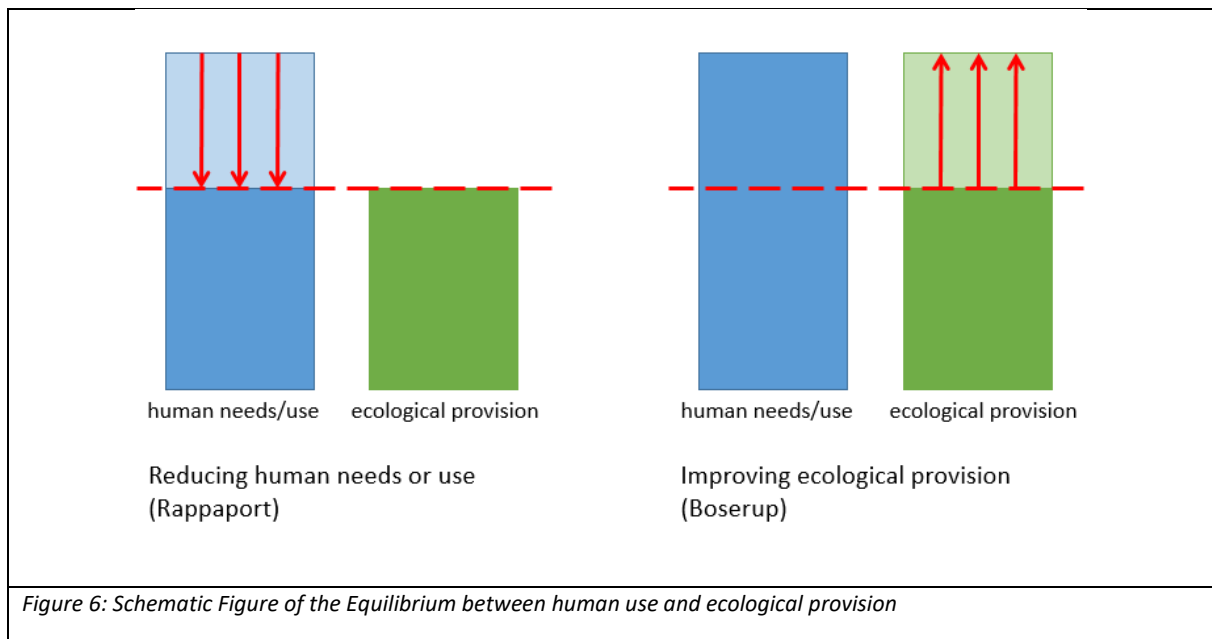 human needs/use
ecological provision
human needs/use
ecological provision
Reducing human needs or use
(Rappaport)
Improving ecological provision
(Boserup)
Figure 6: Schematic Figure of the Equilibrium between human use and ecological provision